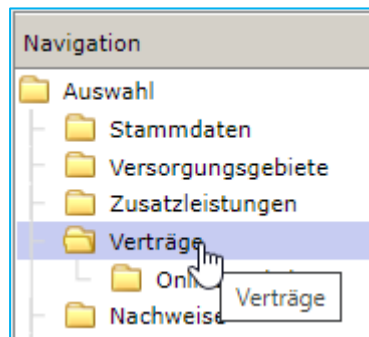 Navigation
Auswahl
Stammdaten
Versorgungsgebiete
Zusatzleistungen
Verträge
Verträge
Nachweise